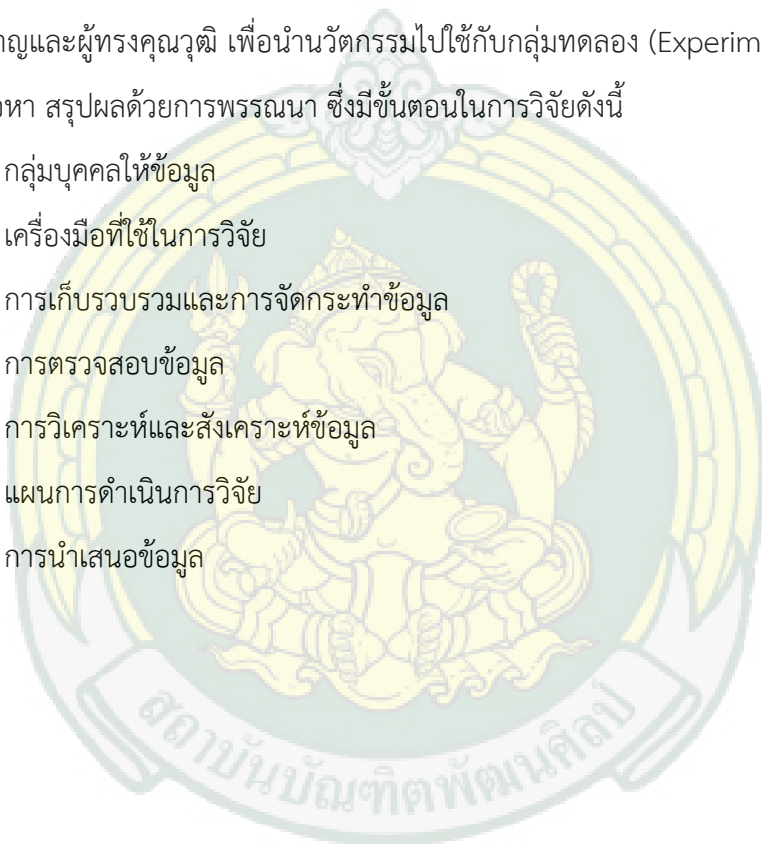 าญและผู้ทรงคุณวุฒิ เพื่อนำนวัตกรรมไปใช้กับกลุ่มทดลอง (Experim
วหา สรุปผลด้วยการพรรณนา ซึ่งมีขั้นตอนในการวิจัยดังนี้
กลุ่มบุคคลให้ข้อมูล
เครื่องมือที่ใช้ในการวิจัย
การเก็บรวบรวมและการจัดกระทำข้อมูล
การตรวจสอบข้อมูล
การวิเคราะห์และสังเคราะห์ข้อมูล
แผนการดำเนินการวิจัย
การนำเสนอข้อมูล
สถาบันบัณฑิตพัฒนศิลป์